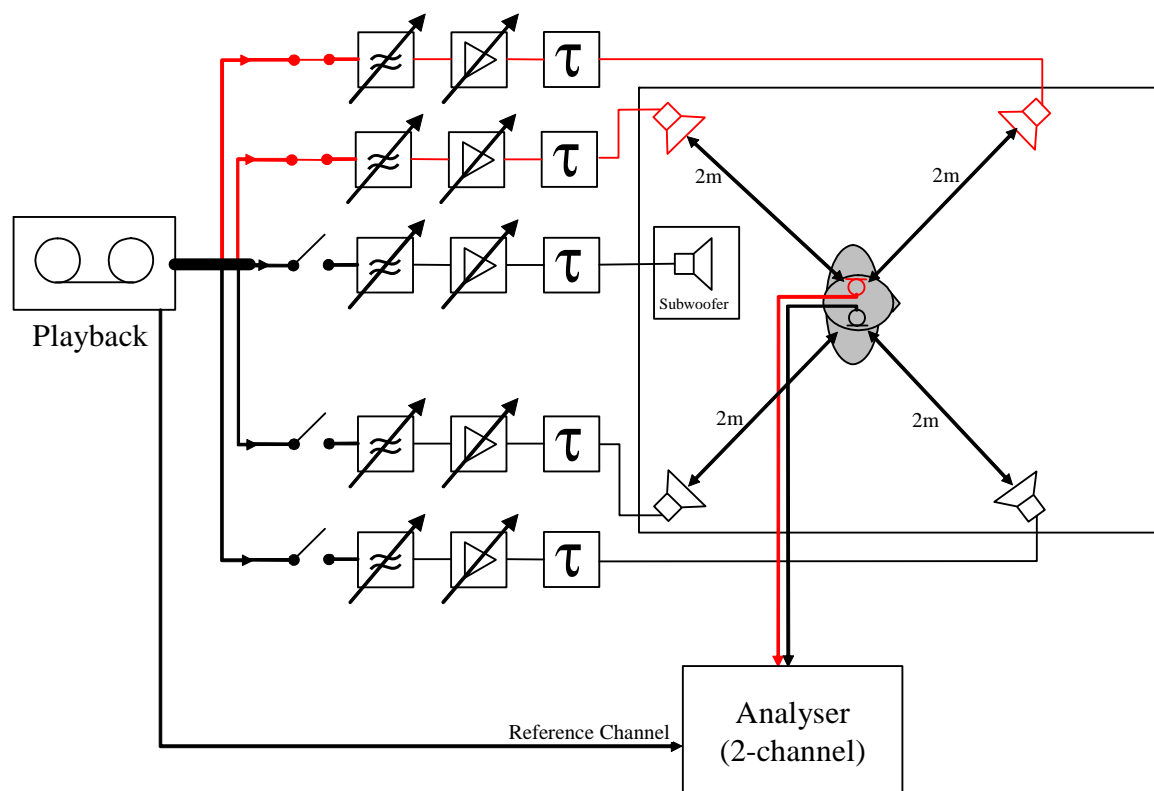 τ
τ
2m
2m
τ
Subwoofer
Playback
2m
2m
τ
τ
Reference Channel
Analyser
(2-channel)